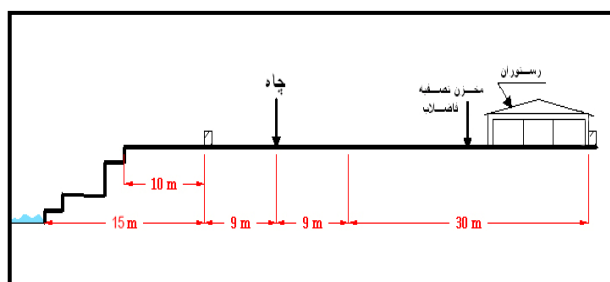 رستوران
چاه
مخزن تصفیه
فاضلاب
10 m
15 m
9 m
9 m
30 m